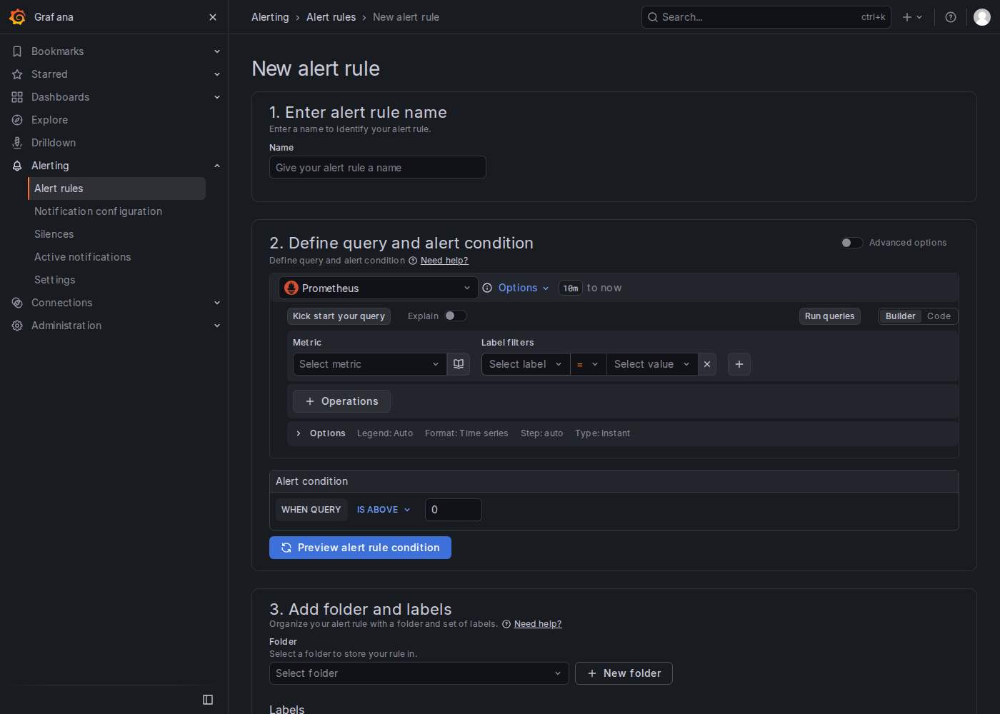 Grafana
Alerting > Alert rules > New alert rule
Search...
ctrl+k
Bookmarks
Starred
Dashboards
Explore
Drilldown
Alerting
Alert rules
Notification configuration
Silences
Active notifications
Settings
Connections
Administration
New alert rule
1. Enter alert rule name
Enter a name to identify your alert rule.
Name
Give your alert rule a name
2. Define query and alert condition
Advanced options
Define query and alert condition Need help?
Prometheus
Options
10m to now
Kick start your query
Explain
Run queries
Builder Code
Metric
Label filters
Select metric
Select label
=
Select value
Operations
Options Legend: Auto Format: Time series Step: auto Type: Instant
Alert condition
WHEN QUERY IS ABOVE 0
Preview alert rule condition
3. Add folder and labels
Organize your alert rule with a folder and set of labels. Need help?
Folder
Select a folder to store your rule in.
Select folder
New folder
Labels